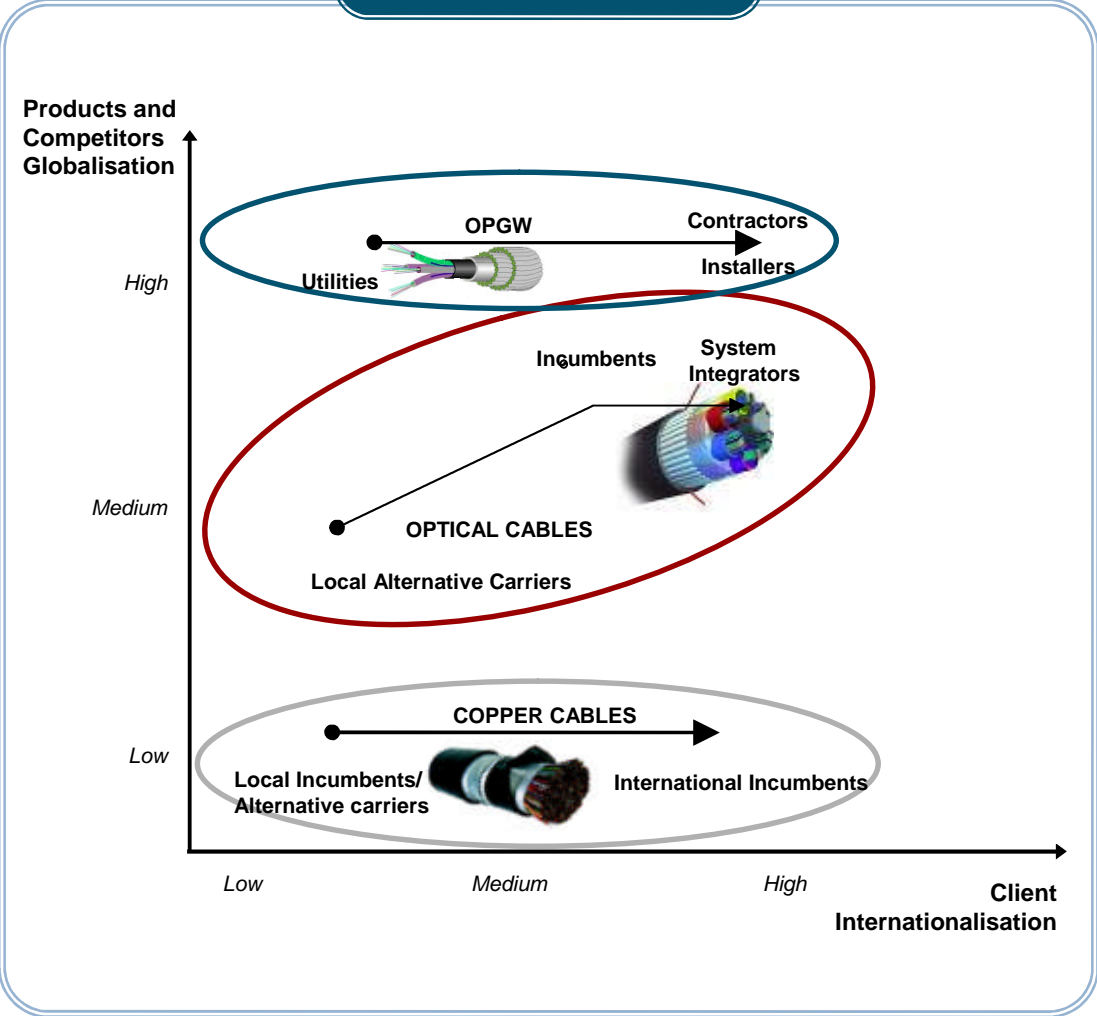 Products and
Competitors
Globalisation
OPGW
Contractors
Utilities
Installers
High
Incumbents
System
Integrators
Medium
OPTICAL CABLES
Local Alternative Carriers
COPPER CABLES
Low
Local Incumbents/
Alternative carriers
International Incumbents
Low
Medium
High
Client
Internationalisation